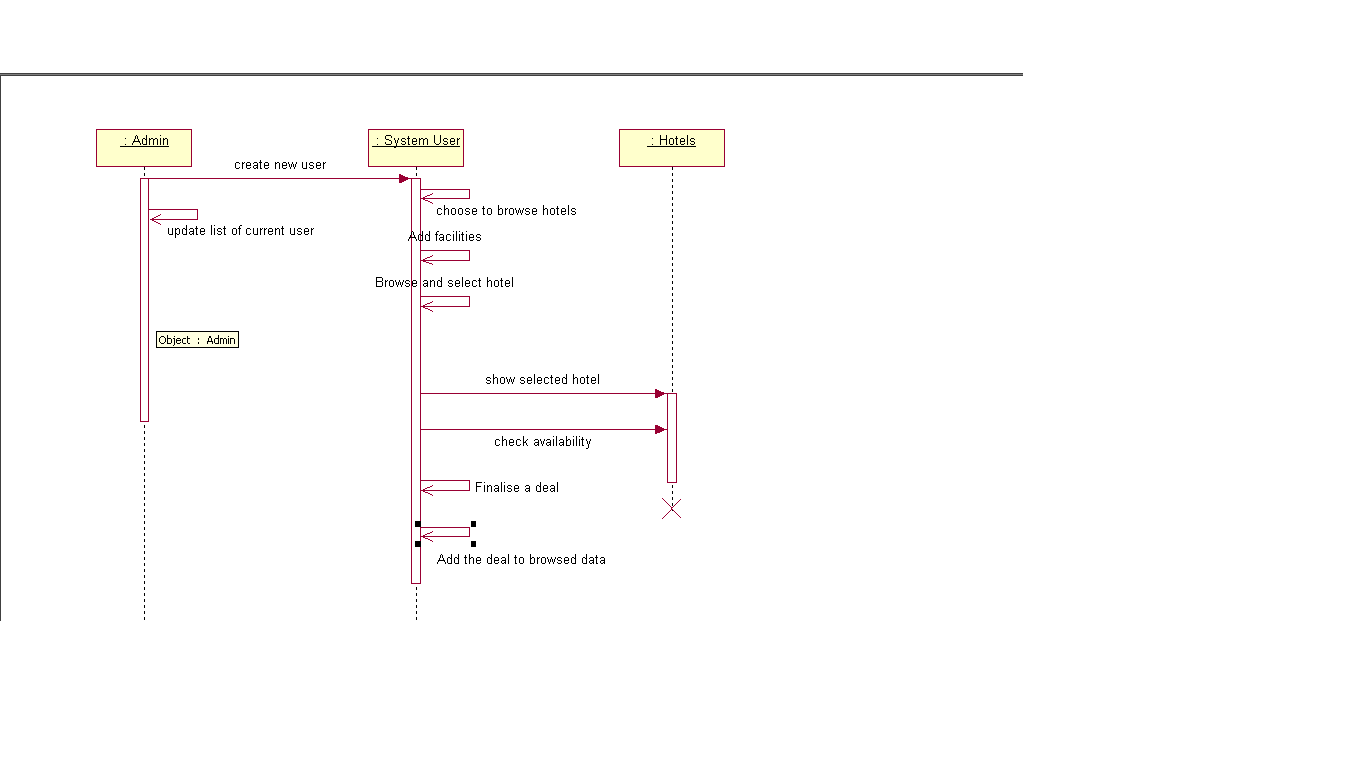 : Admin
: System User
: Hotels
create new user
choose to browse hotels
update list of current user
Add facilities
Browse and select hotel
Object : Admin
show selected hotel
check availability
Finalise a deal
Add the deal to browsed data